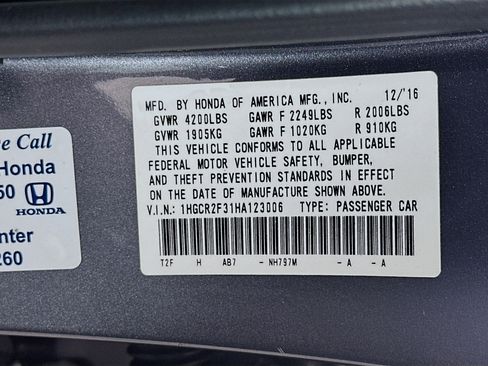 e Call
Honda
50
HONDA
nter
260
MFD. BY HONDA OF AMERICA MFG., INC. 12/'16
GVWR 4200LBS GAWR F 2249LBS R 2006LBS
GVWR 1905KG GAWR F 1020KG R 910KG
THIS VEHICLE CONFORMS TO ALL APPLICABLE
FEDERAL MOTOR VEHICLE SAFETY, BUMPER,
AND THEFT PREVENTION STANDARDS IN EFFECT
ON THE DATE OF MANUFACTURE SHOWN ABOVE.
V.I.N.: 1HGCR2F31HA123006 TYPE: PASSENGER CAR
T2F H AB7 - NH797M - A - A